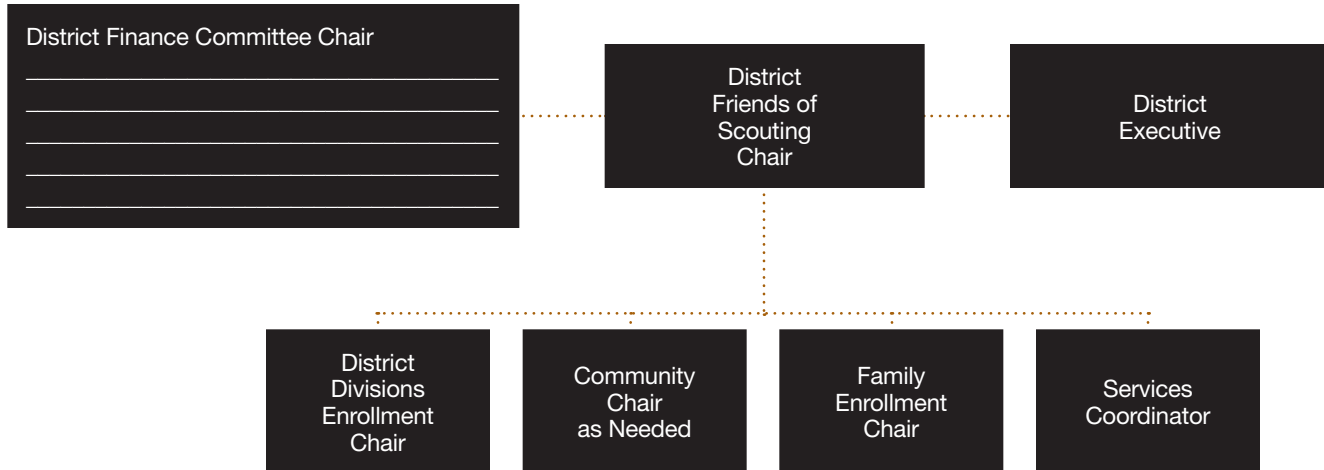 District Finance Committee Chair
District
Friends of
Scouting
Chair
District
Executive
District
Divisions
Enrollment
Chair
Community
Chair
as Needed
Family
Enrollment
Chair
Services
Coordinator